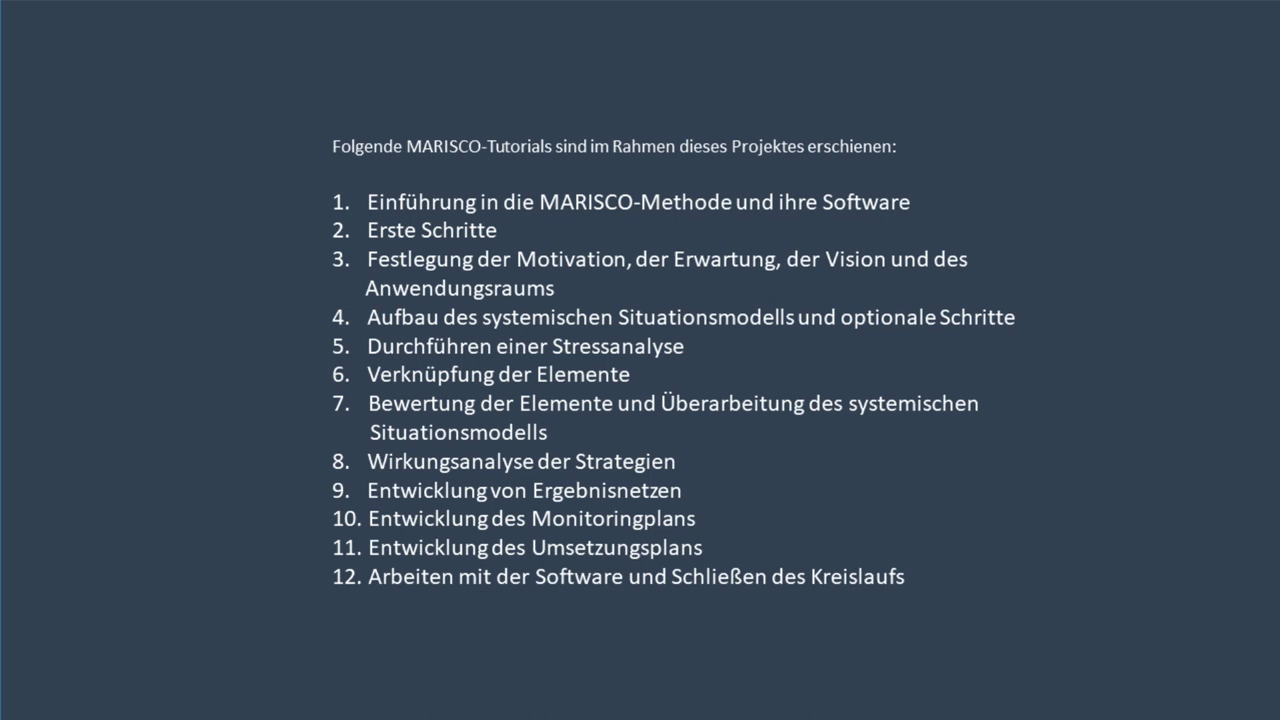 Folgende MARISCO-Tutorials sind im Rahmen dieses Projektes erschienen:
1. Einführung in die MARISCO-Methode und ihre Software
2. Erste Schritte
3. Festlegung der Motivation, der Erwartung, der Vision und des
Anwendungsraums
4. Aufbau des systemischen Situationsmodells und optionale Schritte
5. Durchführen einer Stressanalyse
6. Verknüpfung der Elemente
7. Bewertung der Elemente und Überarbeitung des systemischen
Situationsmodells
8. Wirkungsanalyse der Strategien
9. Entwicklung von Ergebnisnetzen
10. Entwicklung des Monitoringplans
11. Entwicklung des Umsetzungsplans
12. Arbeiten mit der Software und Schließen des Kreislaufs